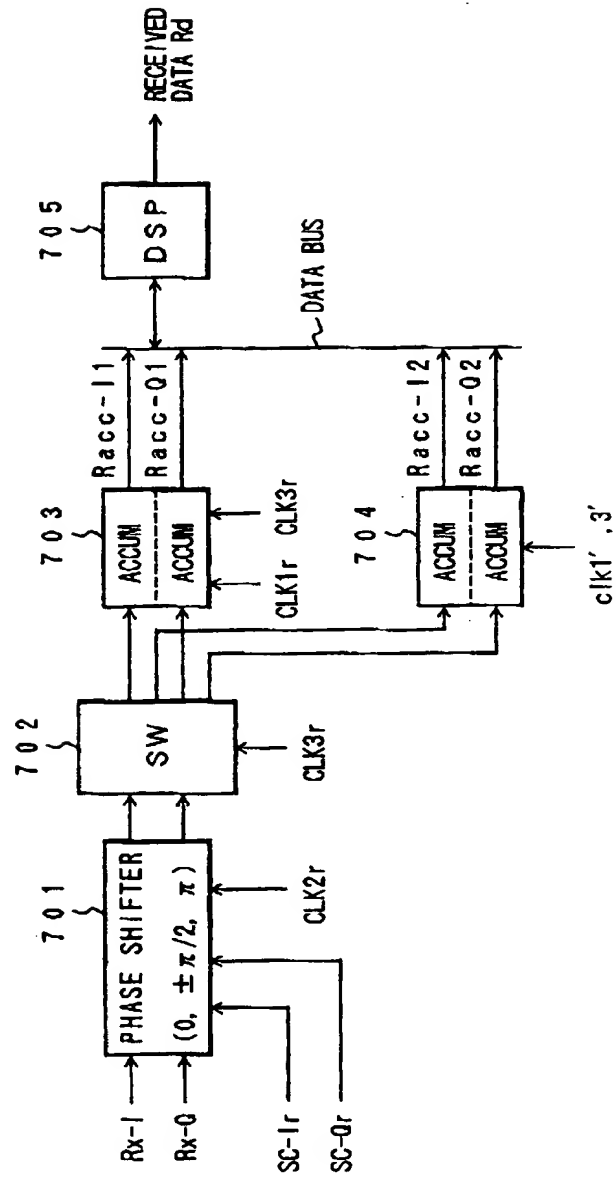 701
PHASE SHIFTER
(0, ±π/2, π)
Rx-I
Rx-Q
SC-Ir
SC-Qr
CLK2r
702
SW
CLK3r
703
ACCUM
ACCUM
CLK1r
CLK3r
Racc-I1
Racc-Q1
704
ACCUM
ACCUM
clk1′,3′
Racc-I2
Racc-Q2
DATA BUS
705
DSP
RECEIVED
DATA Rd